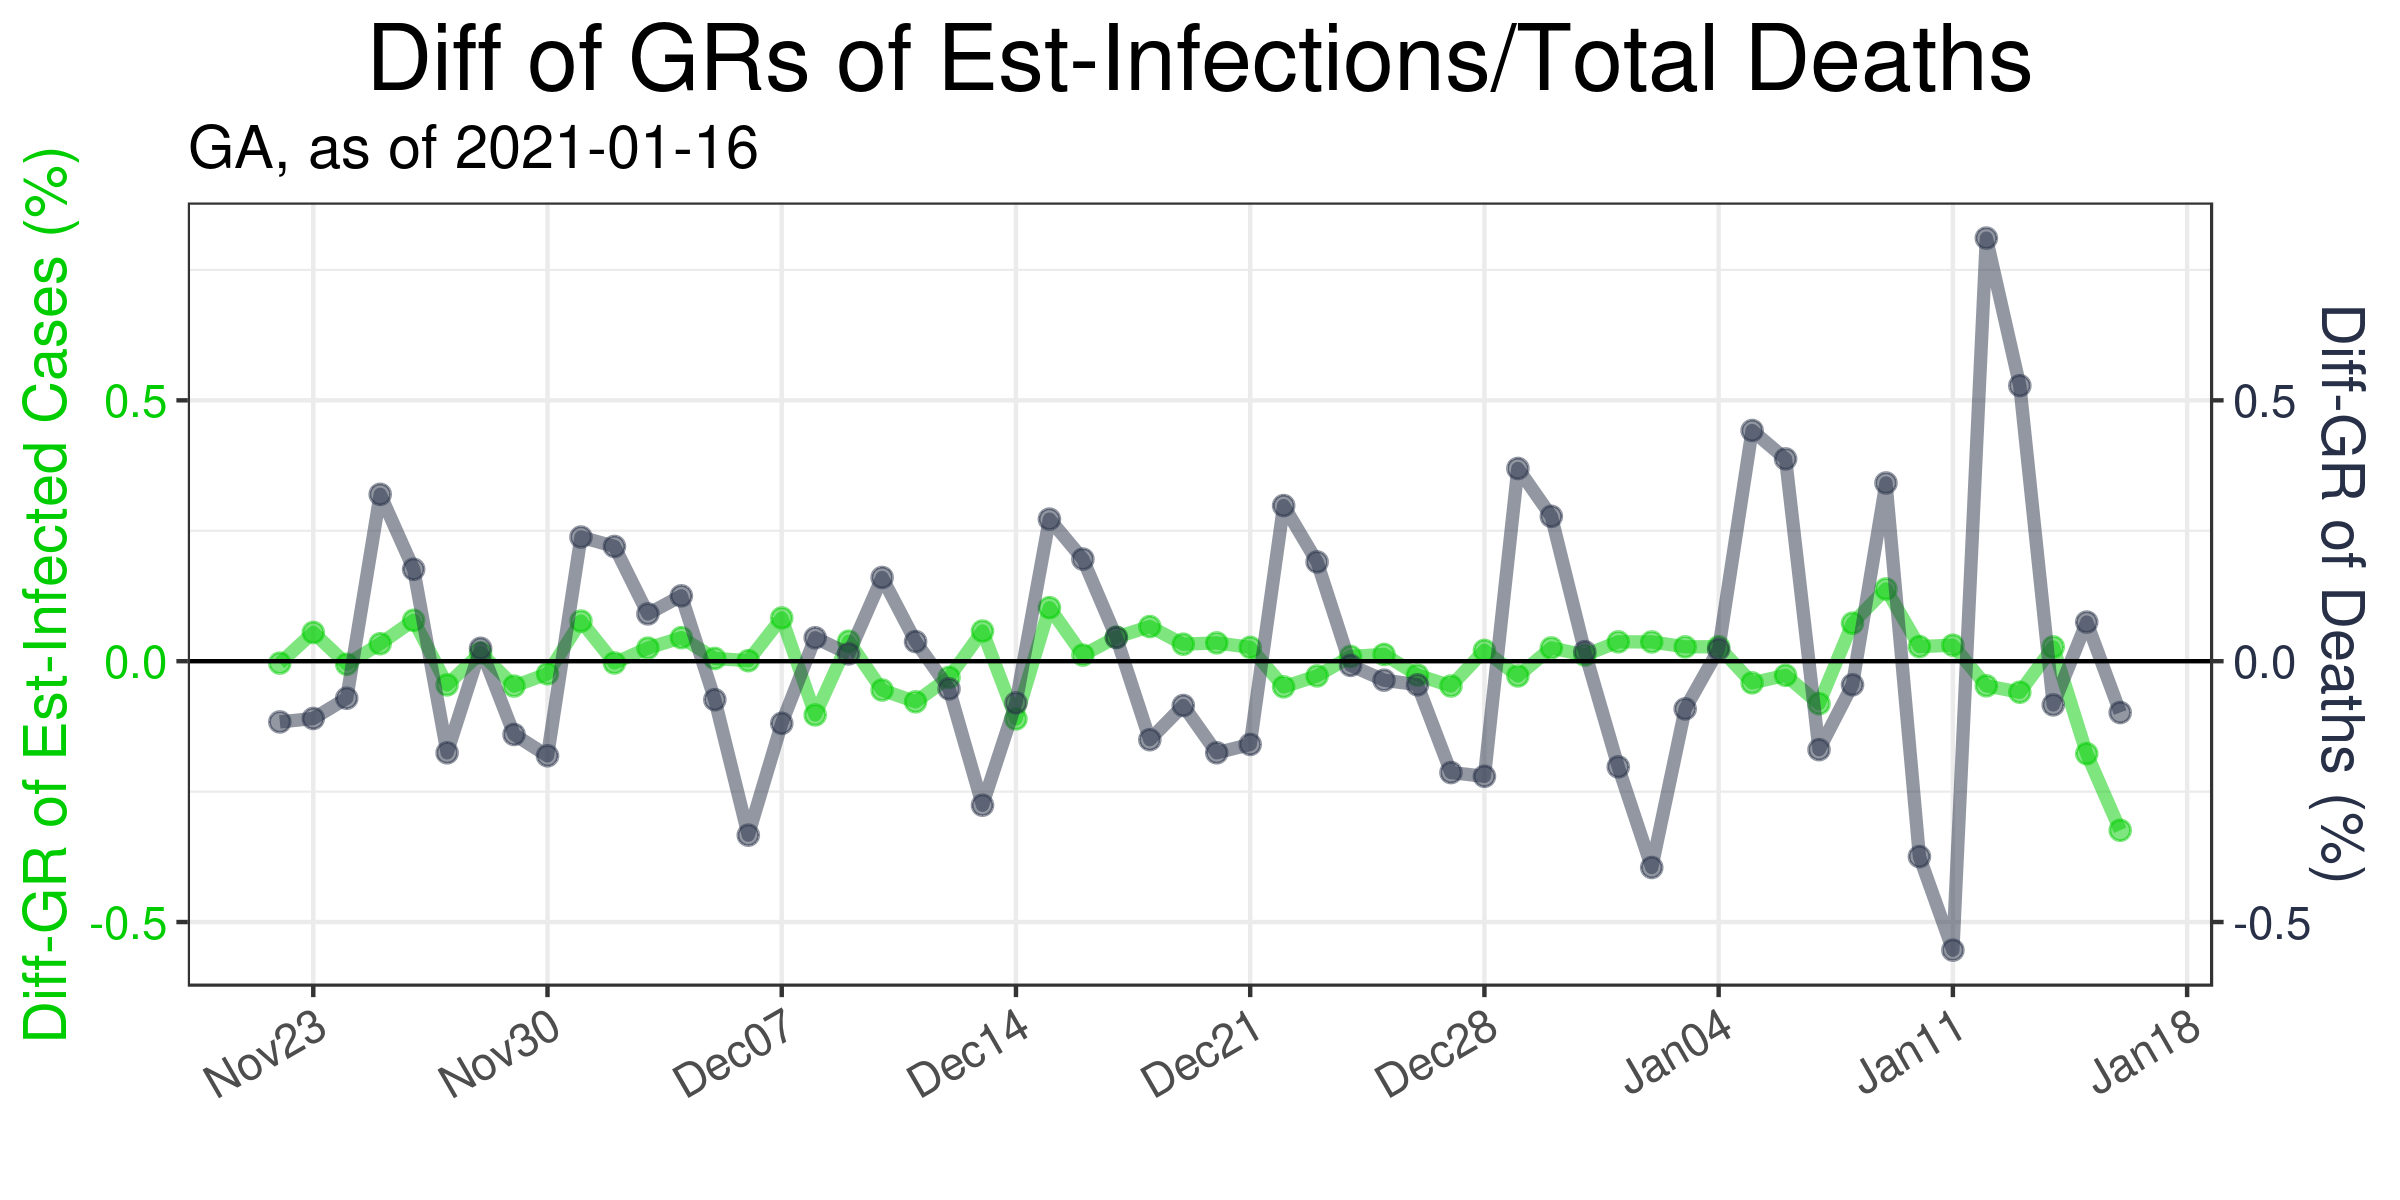 Diff of GRs of Est-Infections/Total Deaths
GA, as of 2021-01-16
Diff-GR of Est-Infected Cases (%)
0.5
0.0
-0.5
0.5
0.0
-0.5
Diff-GR of Deaths (%)
Nov23
Nov30
Dec07
Dec14
Dec21
Dec28
Jan04
Jan11
Jan18